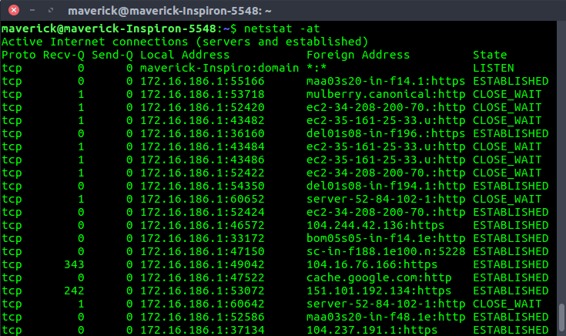 maverick@maverick-Inspiron-5548: ~
maverick@maverick-Inspiron-5548:~$ netstat -at
Active Internet connections (servers and established)
Proto Recv-Q Send-Q Local Address Foreign Address State
tcp 0 0 maverick-Inspiro:domain *:* LISTEN
tcp 0 0 172.16.186.1:55166 maa03s20-in-f14.1:https ESTABLISHED
tcp 1 0 172.16.186.1:53718 mulberry.canonical:http CLOSE_WAIT
tcp 1 0 172.16.186.1:52420 ec2-34-208-200-70.:https CLOSE_WAIT
tcp 1 0 172.16.186.1:43482 ec2-35-161-25-33.u:https CLOSE_WAIT
tcp 0 0 172.16.186.1:36160 del01s08-in-f196.:https ESTABLISHED
tcp 1 0 172.16.186.1:43484 ec2-35-161-25-33.u:https CLOSE_WAIT
tcp 1 0 172.16.186.1:43486 ec2-35-161-25-33.u:https CLOSE_WAIT
tcp 1 0 172.16.186.1:52422 ec2-34-208-200-70.:https CLOSE_WAIT
tcp 0 0 172.16.186.1:54350 del01s08-in-f194.1:https ESTABLISHED
tcp 1 0 172.16.186.1:60652 server-52-84-102-1:http CLOSE_WAIT
tcp 0 0 172.16.186.1:52424 ec2-34-208-200-70.:https ESTABLISHED
tcp 0 0 172.16.186.1:46572 104.244.42.136:https ESTABLISHED
tcp 0 0 172.16.186.1:33172 bom05s05-in-f14.1e:http ESTABLISHED
tcp 0 0 172.16.186.1:47150 sc-in-f188.1e100.n:5228 ESTABLISHED
tcp 343 0 172.16.186.1:49042 104.16.76.166:https ESTABLISHED
tcp 0 0 172.16.186.1:47522 cache.google.com:http ESTABLISHED
tcp 242 0 172.16.186.1:53072 151.101.192.134:https ESTABLISHED
tcp 1 0 172.16.186.1:60642 server-52-84-102-1:http CLOSE_WAIT
tcp 0 0 172.16.186.1:52586 maa03s20-in-f48.1e:http ESTABLISHED
tcp 0 0 172.16.186.1:37134 104.237.191.1:https ESTABLISHED